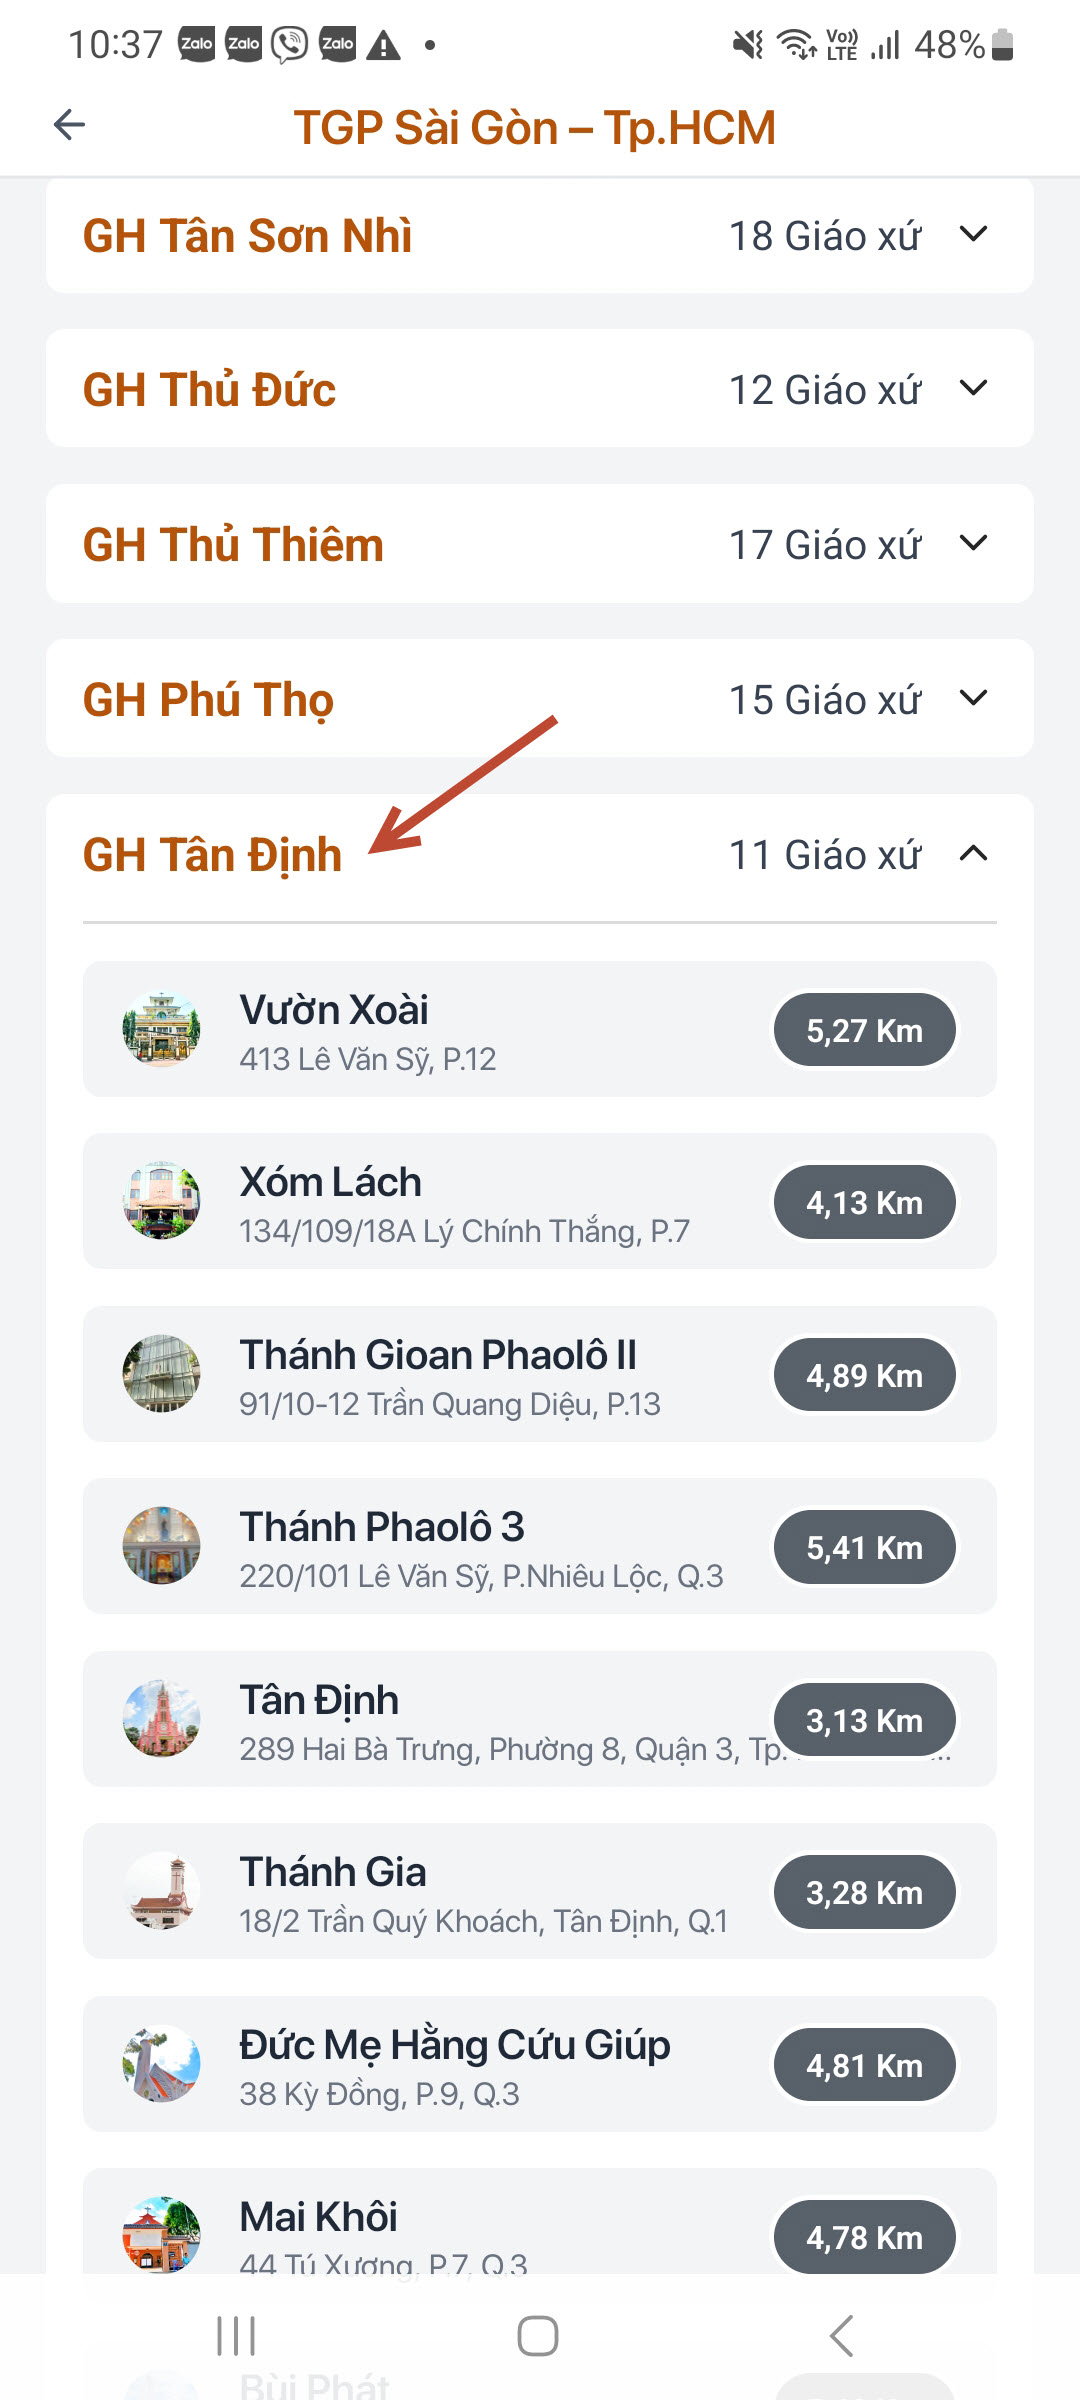 10:37 Zalo Zalo Zalo Vo)) LTE 48%
TGP Sài Gòn – Tp.HCM
GH Tân Sơn Nhì 18 Giáo xứ
GH Thủ Đức 12 Giáo xứ
GH Thủ Thiêm 17 Giáo xứ
GH Phú Thọ 15 Giáo xứ
GH Tân Định 11 Giáo xứ
Vườn Xoài
413 Lê Văn Sỹ, P.12
5,27 Km
Xóm Lách
134/109/18A Lý Chính Thắng, P.7
4,13 Km
Thánh Gioan Phaolô II
91/10-12 Trần Quang Diệu, P.13
4,89 Km
Thánh Phaolô 3
220/101 Lê Văn Sỹ, P.Nhiêu Lộc, Q.3
5,41 Km
Tân Định
289 Hai Bà Trưng, Phường 8, Quận 3, Tp. ...
3,13 Km
Thánh Gia
18/2 Trần Quý Khoách, Tân Định, Q.1
3,28 Km
Đức Mẹ Hằng Cứu Giúp
38 Kỳ Đồng, P.9, Q.3
4,81 Km
Mai Khôi
44 Tú Xương, P.7, Q.3
4,78 Km
Bùi Phát